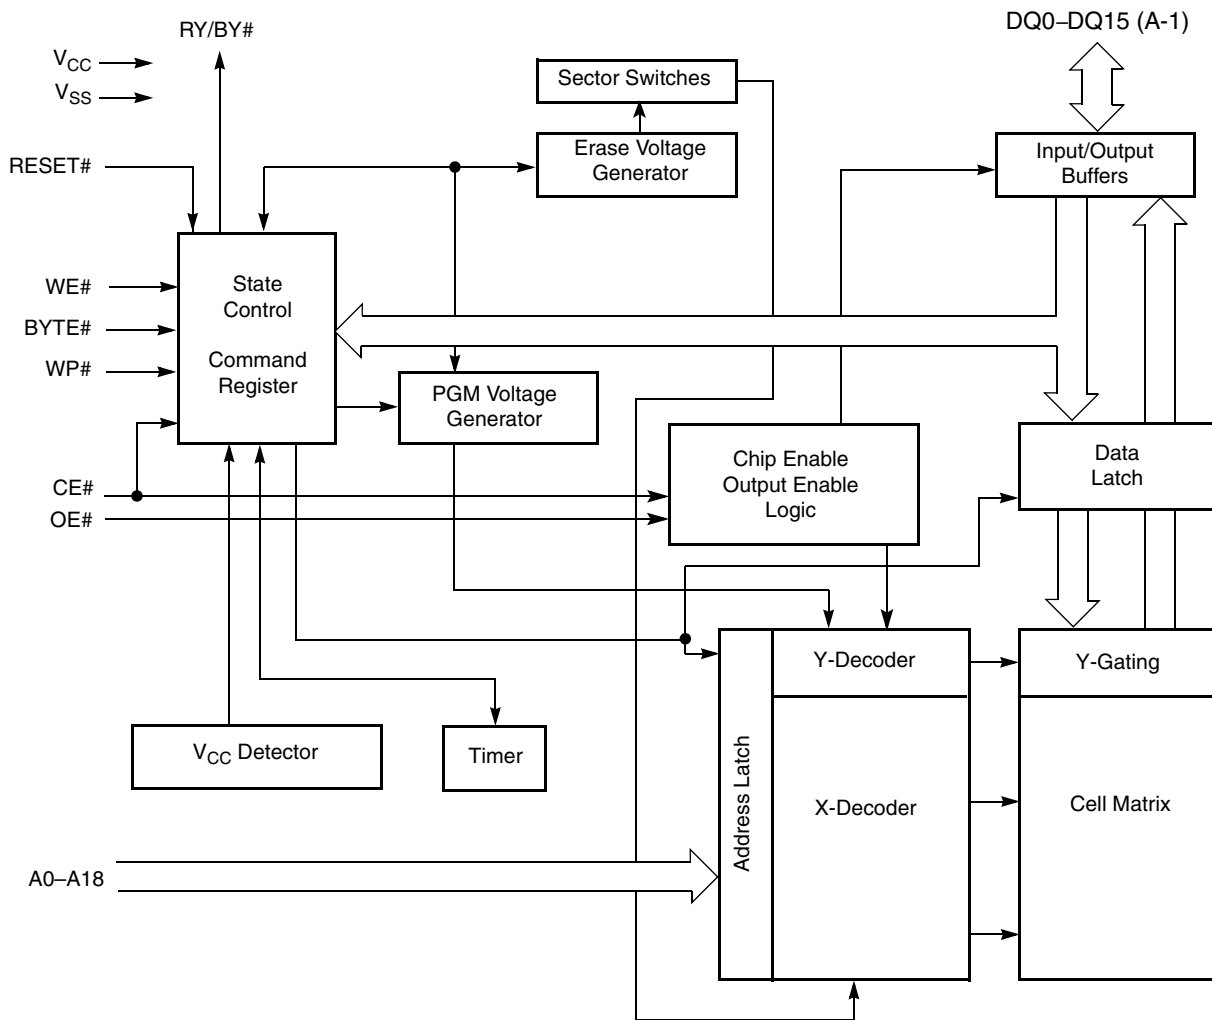 RY/BY#
DQ0–DQ15 (A-1)
VCC
VSS
Sector Switches
RESET#
Erase Voltage
Generator
Input/Output
Buffers
WE#
BYTE#
WP#
State
Control
Command
Register
PGM Voltage
Generator
CE#
OE#
Chip Enable
Output Enable
Logic
Data
Latch
Y-Decoder
Y-Gating
VCC Detector
Timer
Address Latch
X-Decoder
Cell Matrix
A0–A18